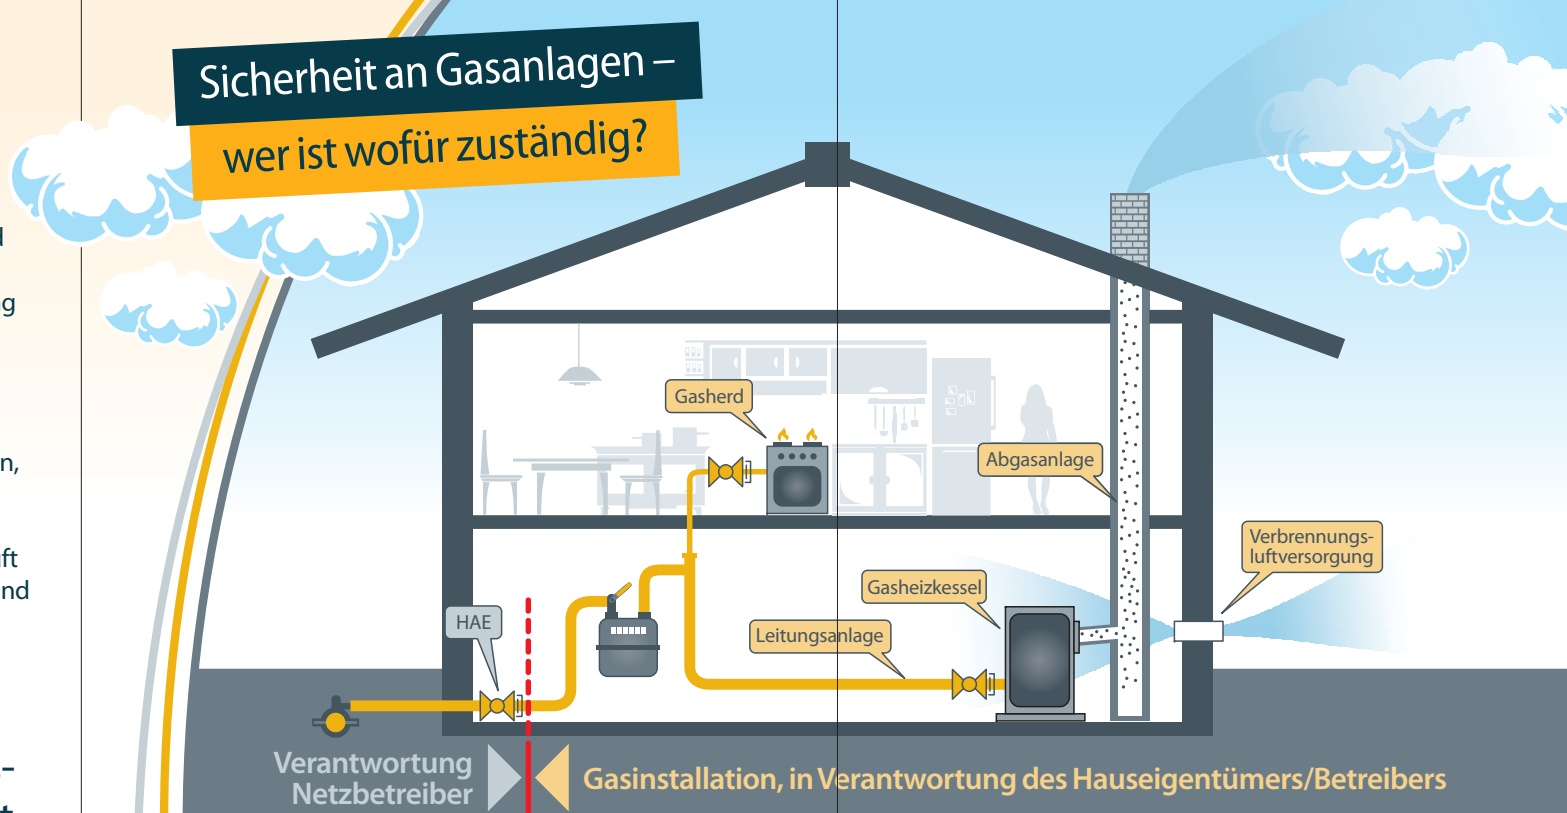 Sicherheit an Gasanlagen –
wer ist wofür zuständig?
Gasherd
Abgasanlage
Verbrennungs-
luftversorgung
Gasheizkessel
HAE
Leitungsanlage
Verantwortung
Netzbetreiber
Gasinstallation, in Verantwortung des Hauseigentümers/Betreibers